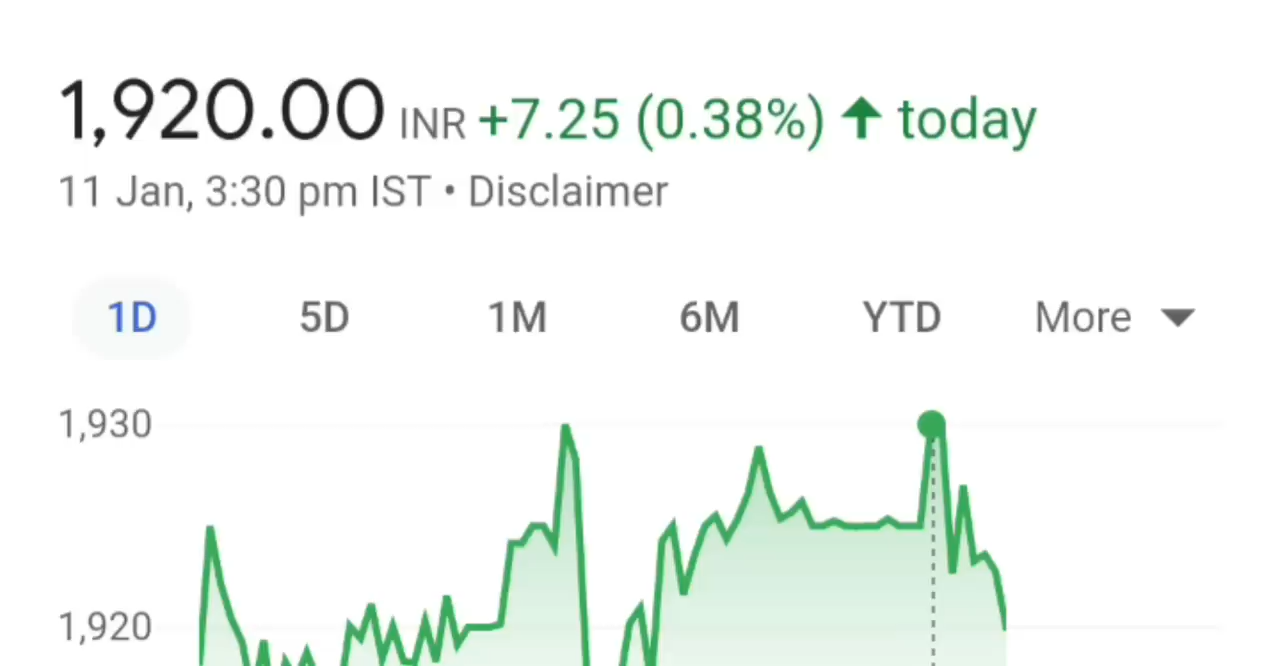 1,920.00 INR +7.25 (0.38%) ↑ today
11 Jan, 3:30 pm IST • Disclaimer
1D 5D 1M 6M YTD More
1,930
1,920